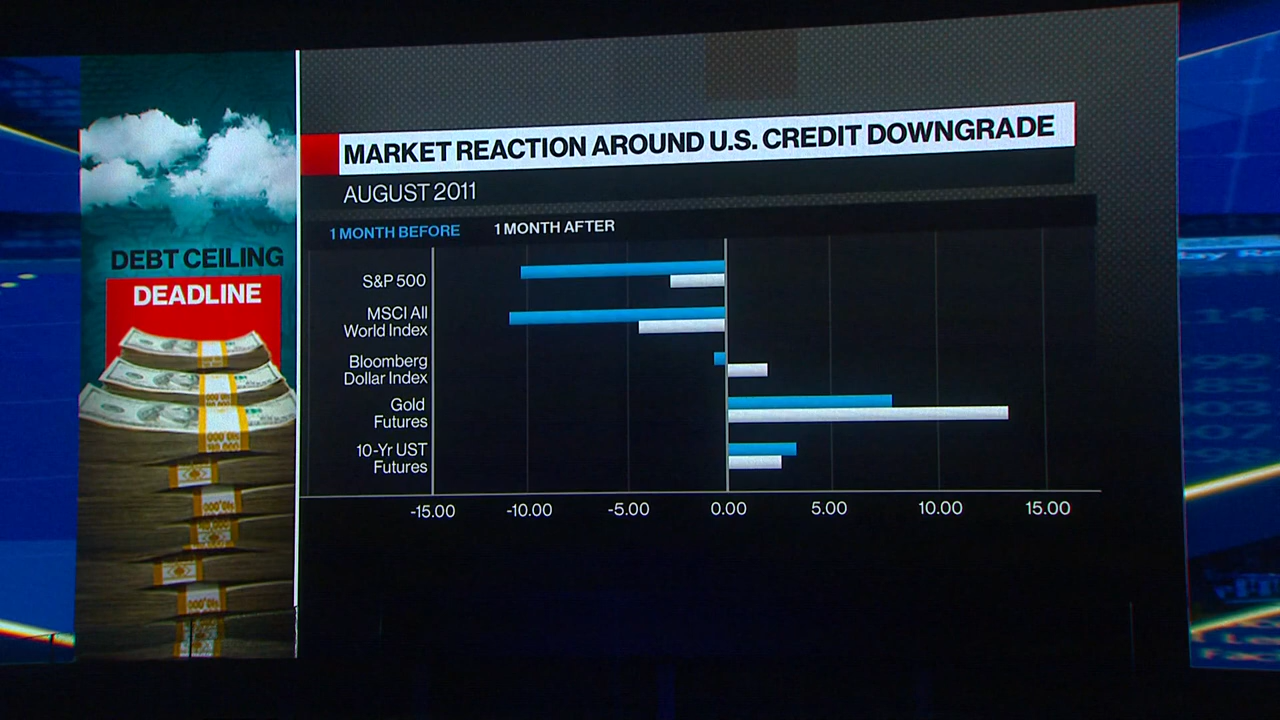 MARKET REACTION AROUND U.S. CREDIT DOWNGRADE
AUGUST 2011
1 MONTH BEFORE
1 MONTH AFTER
DEBT CEILING
DEADLINE
S&P 500
MSCI All
World Index
Bloomberg
Dollar Index
Gold
Futures
10-Yr UST
Futures
-15.00
-10.00
-5.00
0.00
5.00
10.00
15.00